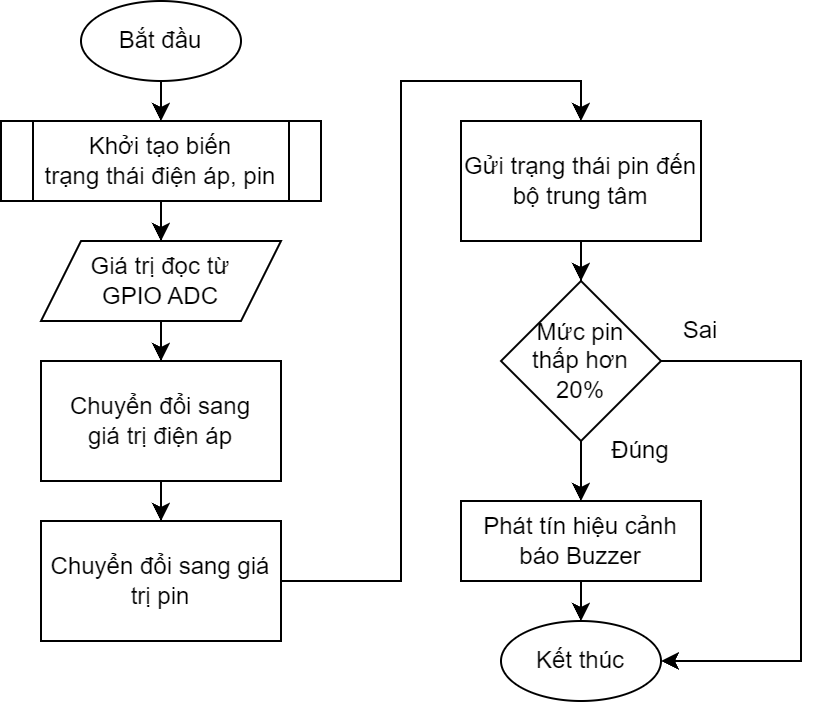 Bắt đầu
Khởi tạo biến
trạng thái điện áp, pin
Giá trị đọc từ
GPIO ADC
Chuyển đổi sang
giá trị điện áp
Chuyển đổi sang giá
trị pin
Gửi trạng thái pin đến
bộ trung tâm
Mức pin
thấp hơn
20%
Sai
Đúng
Phát tín hiệu cảnh
báo Buzzer
Kết thúc